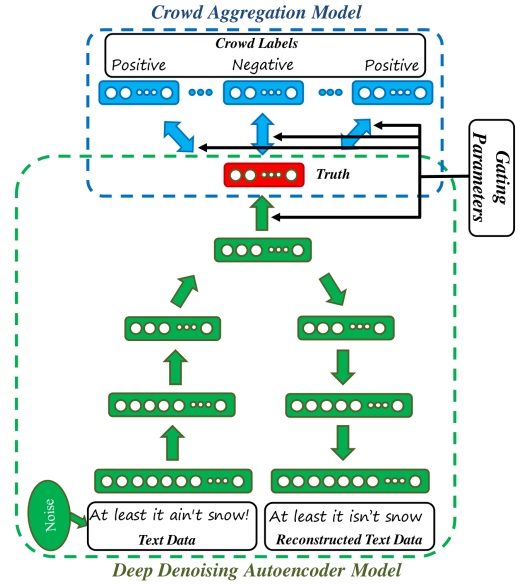 Crowd Aggregation Model
Crowd Labels
Positive Negative Positive
Truth
Gating
Parameters
Noise
At least it ain't snow!
Text Data
At least it isn't snow
Reconstructed Text Data
Deep Denoising Autoencoder Model